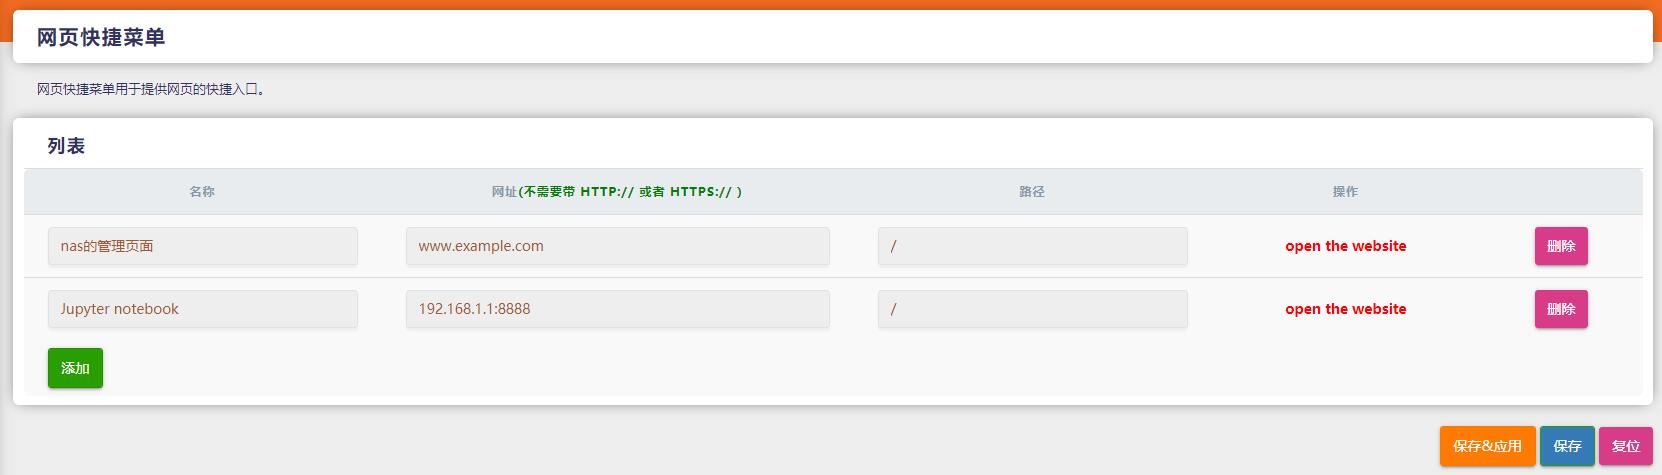 网页快捷菜单
网页快捷菜单用于提供网页的快捷入口。
列表
名称 网址(不需要带 HTTP:// 或者 HTTPS:// ) 路径 操作
nas的管理页面 www.example.com / open the website 删除
Jupyter notebook 192.168.1.1:8888 / open the website 删除
添加
保存&应用 保存 复位